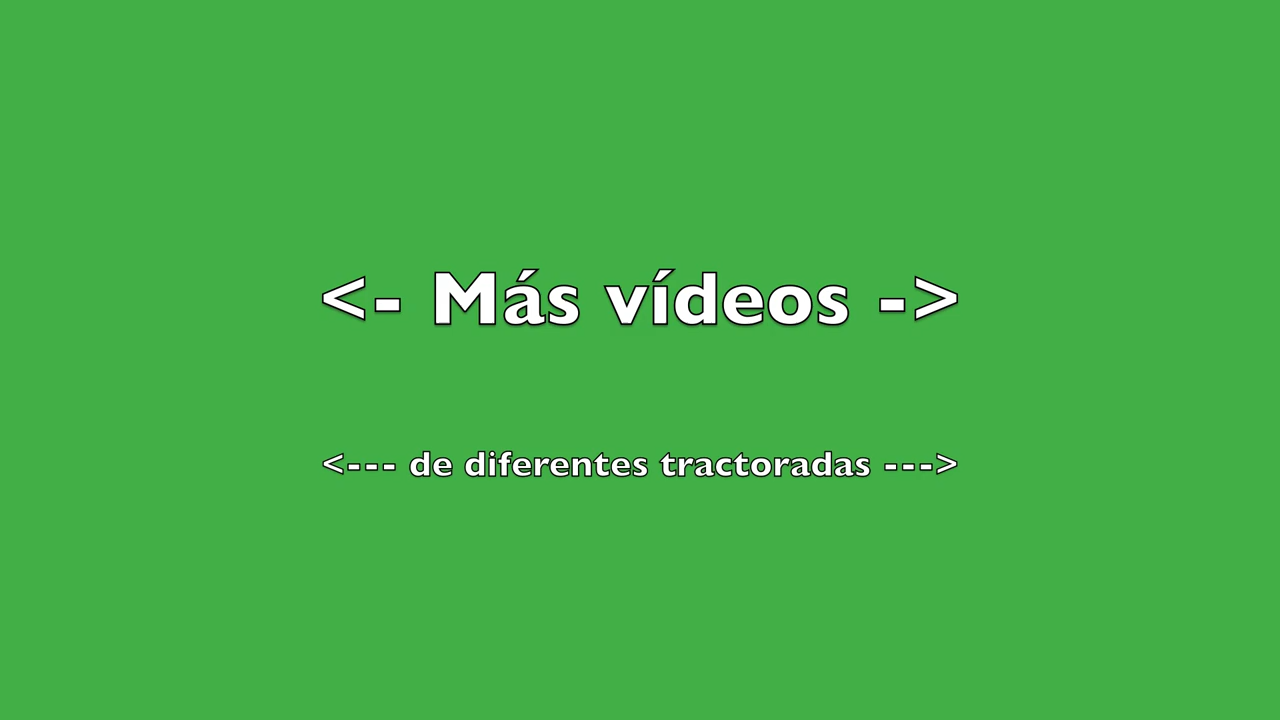 <- Más vídeos ->
<--- de diferentes tractoradas --->